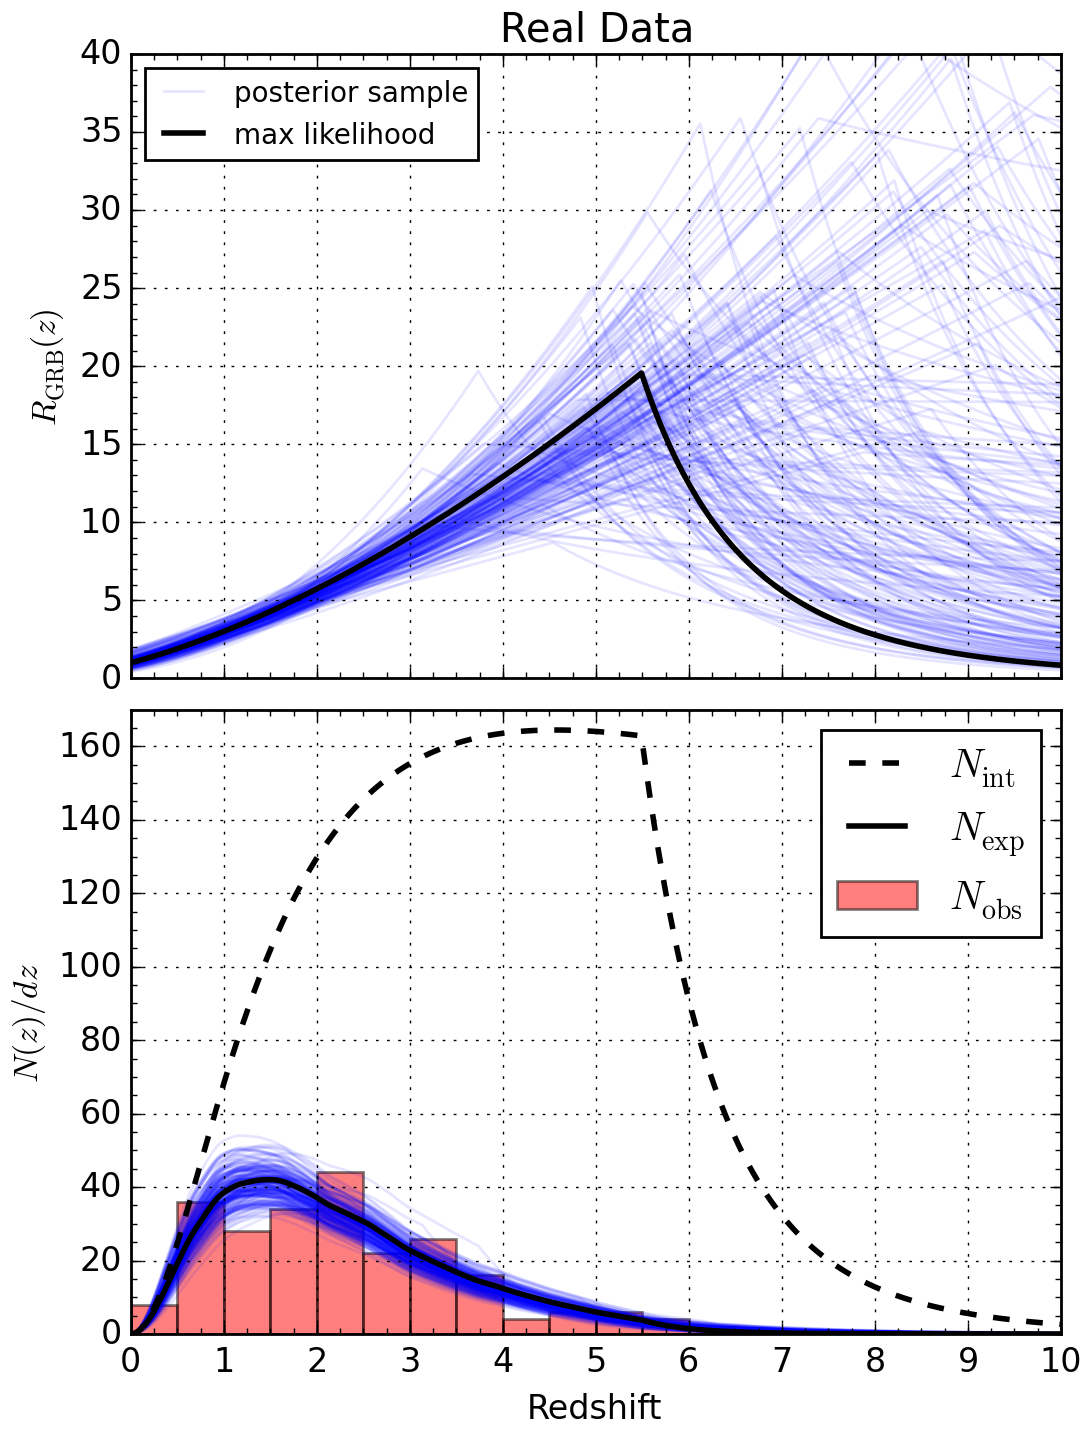 Real Data
40
35
30
25
20
15
10
5
0
R_GRB(z)
posterior sample
max likelihood
160
140
120
100
80
60
40
20
0
N(z)/dz
N_int
N_exp
N_obs
0 1 2 3 4 5 6 7 8 9 10
Redshift